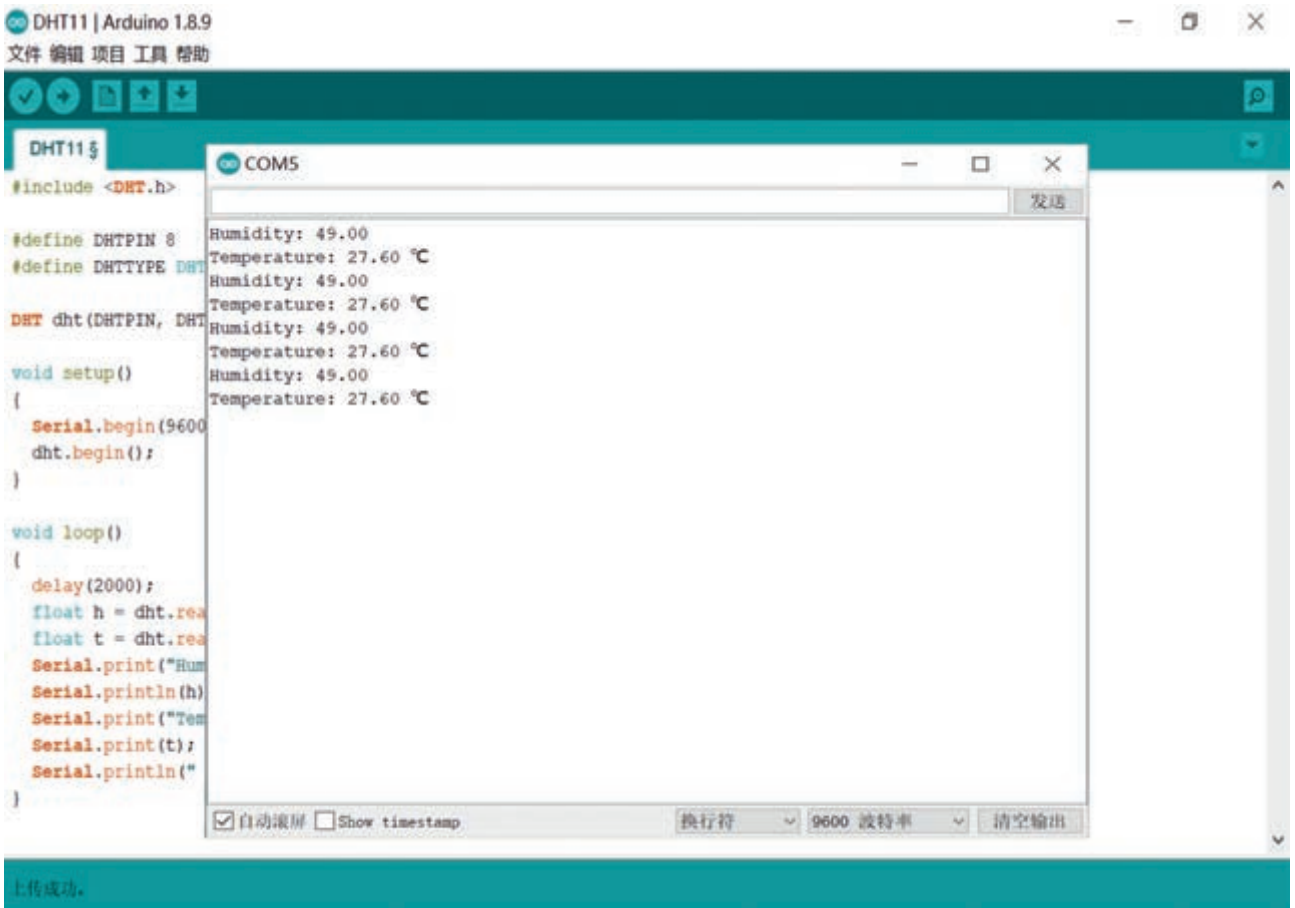 DHT11 | Arduino 1.8.9
文件 编辑 项目 工具 帮助
DHT11 §
#include <DHT.h>
#define DHTPIN 8
#define DHTTYPE DHT
DHT dht(DHTPIN, DHT
void setup()
{
Serial.begin(9600
dht.begin();
}
void loop()
{
delay(2000);
float h = dht.rea
float t = dht.rea
Serial.print("Hum
Serial.println(h)
Serial.print("Tem
Serial.print(t);
Serial.println("
}
COM5
发送
Humidity: 49.00
Temperature: 27.60 ℃
Humidity: 49.00
Temperature: 27.60 ℃
Humidity: 49.00
Temperature: 27.60 ℃
Humidity: 49.00
Temperature: 27.60 ℃
自动滚屏 Show timestamp 换行符 9600 波特率 清空输出
上传成功。